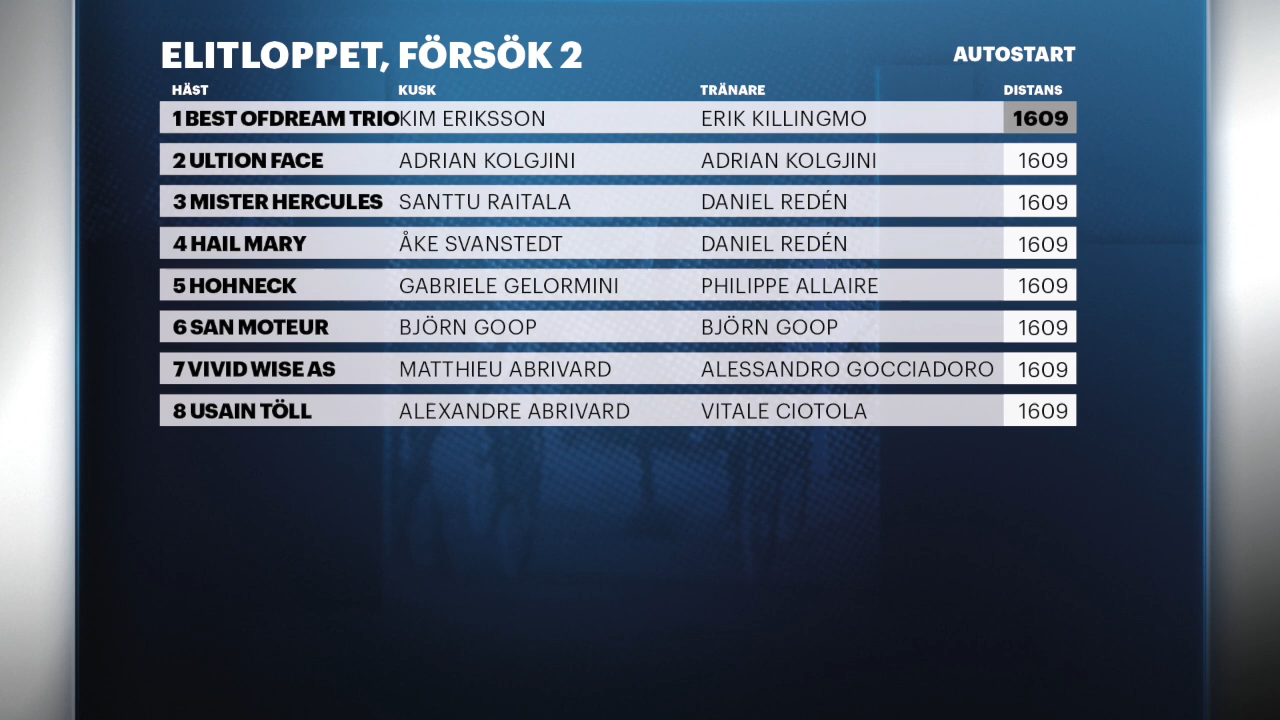 ELITLOPPET, FÖRSÖK 2 AUTOSTART
HÄST KUSK TRÄNARE DISTANS
1 BEST OFDREAM TRIO KIM ERIKSSON ERIK KILLINGMO 1609
2 ULTION FACE ADRIAN KOLGJINI ADRIAN KOLGJINI 1609
3 MISTER HERCULES SANTTU RAITALA DANIEL REDÉN 1609
4 HAIL MARY ÅKE SVANSTEDT DANIEL REDÉN 1609
5 HOHNECK GABRIELE GELORMINI PHILIPPE ALLAIRE 1609
6 SAN MOTEUR BJÖRN GOOP BJÖRN GOOP 1609
7 VIVID WISE AS MATTHIEU ABRIVARD ALESSANDRO GOCCIADORO 1609
8 USAIN TÖLL ALEXANDRE ABRIVARD VITALE CIOTOLA 1609